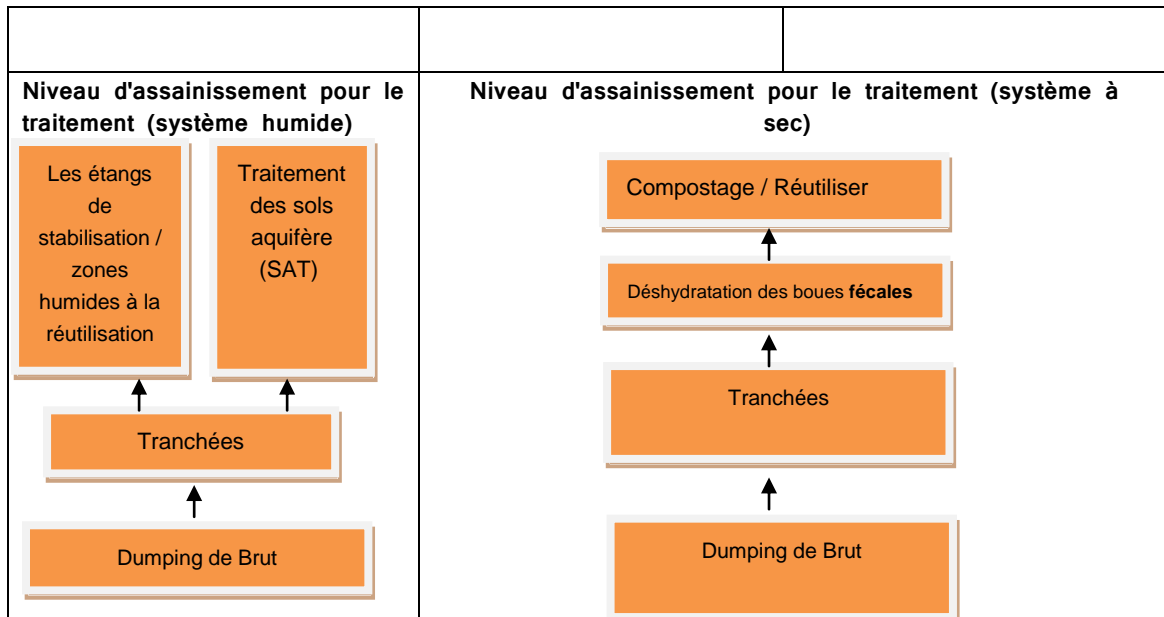 Niveau d'assainissement pour le
traitement (système humide)
Les étangs
de
stabilisation /
zones
humides à la
réutilisation
Traitement
des sols
aquifère
(SAT)
Tranchées
Dumping de Brut
Niveau d'assainissement pour le traitement (système à
sec)
Compostage / Réutiliser
Déshydratation des boues fécales
Tranchées
Dumping de Brut